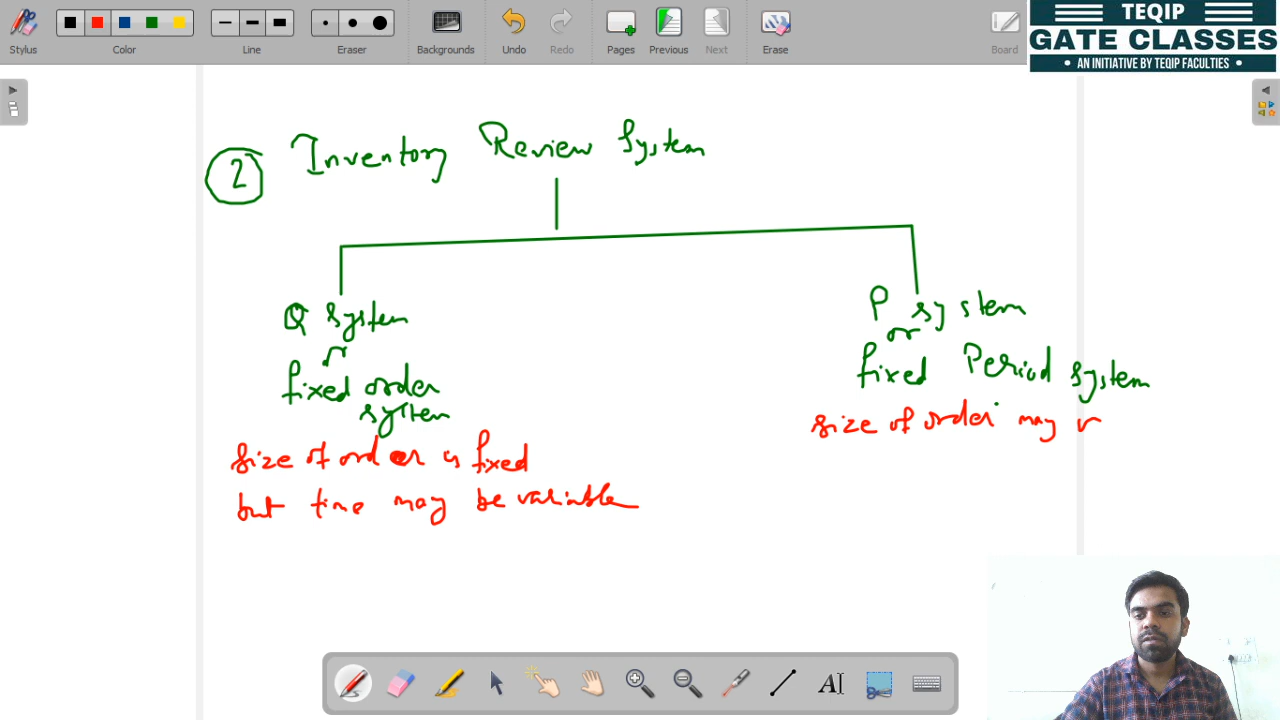 Stylus
Color
Line
Eraser
Backgrounds
Undo
Redo
Pages
Previous
Next
Erase
Board
TEQIP
GATE CLASSES
• AN INITIATIVE BY TEQIP FACULTIES •
2 Inventory Review System
Q system
or
fixed order
system
size of order is fixed
but time may be variable
P system
or
fixed Period system
size of order may v
AI